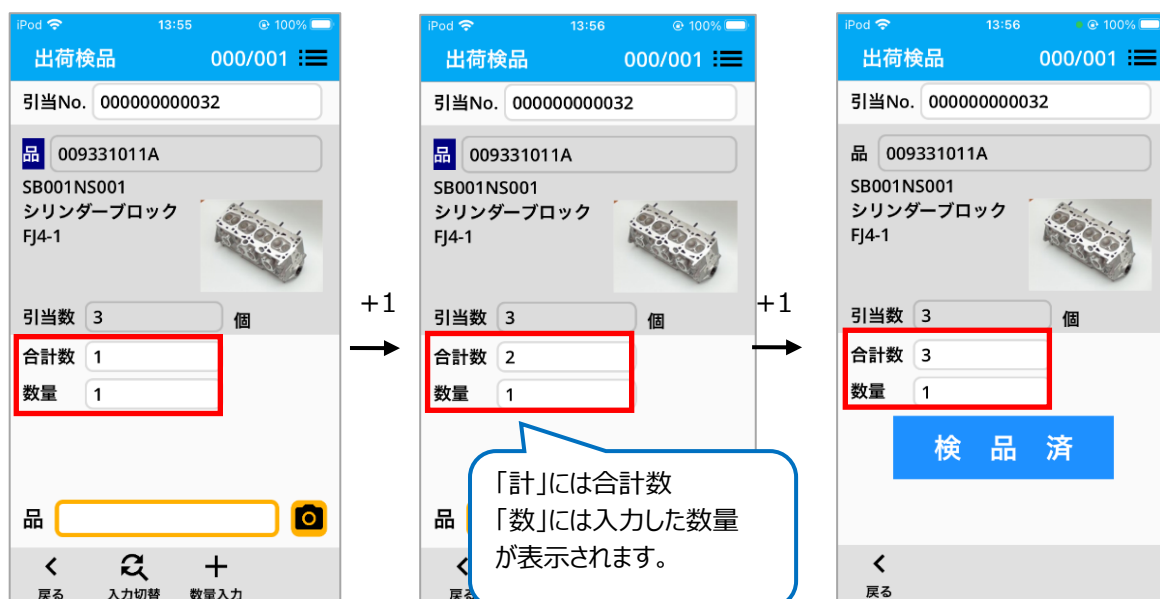 iPod 13:55 100%
出荷検品 000/001
引当No. 000000000032
品 009331011A
SB001NS001
シリンダーブロック
FJ4-1
引当数 3 個
合計数 1
数量 1
品
戻る 入力切替 数量入力
+1
iPod 13:56 100%
出荷検品 000/001
引当No. 000000000032
品 009331011A
SB001NS001
シリンダーブロック
FJ4-1
引当数 3 個
合計数 2
数量 1
「計」には合計数
「数」には入力した数量
が表示されます。
品
戻る
+1
iPod 13:56 100%
出荷検品 000/001
引当No. 000000000032
品 009331011A
SB001NS001
シリンダーブロック
FJ4-1
引当数 3 個
合計数 3
数量 1
検品済
戻る